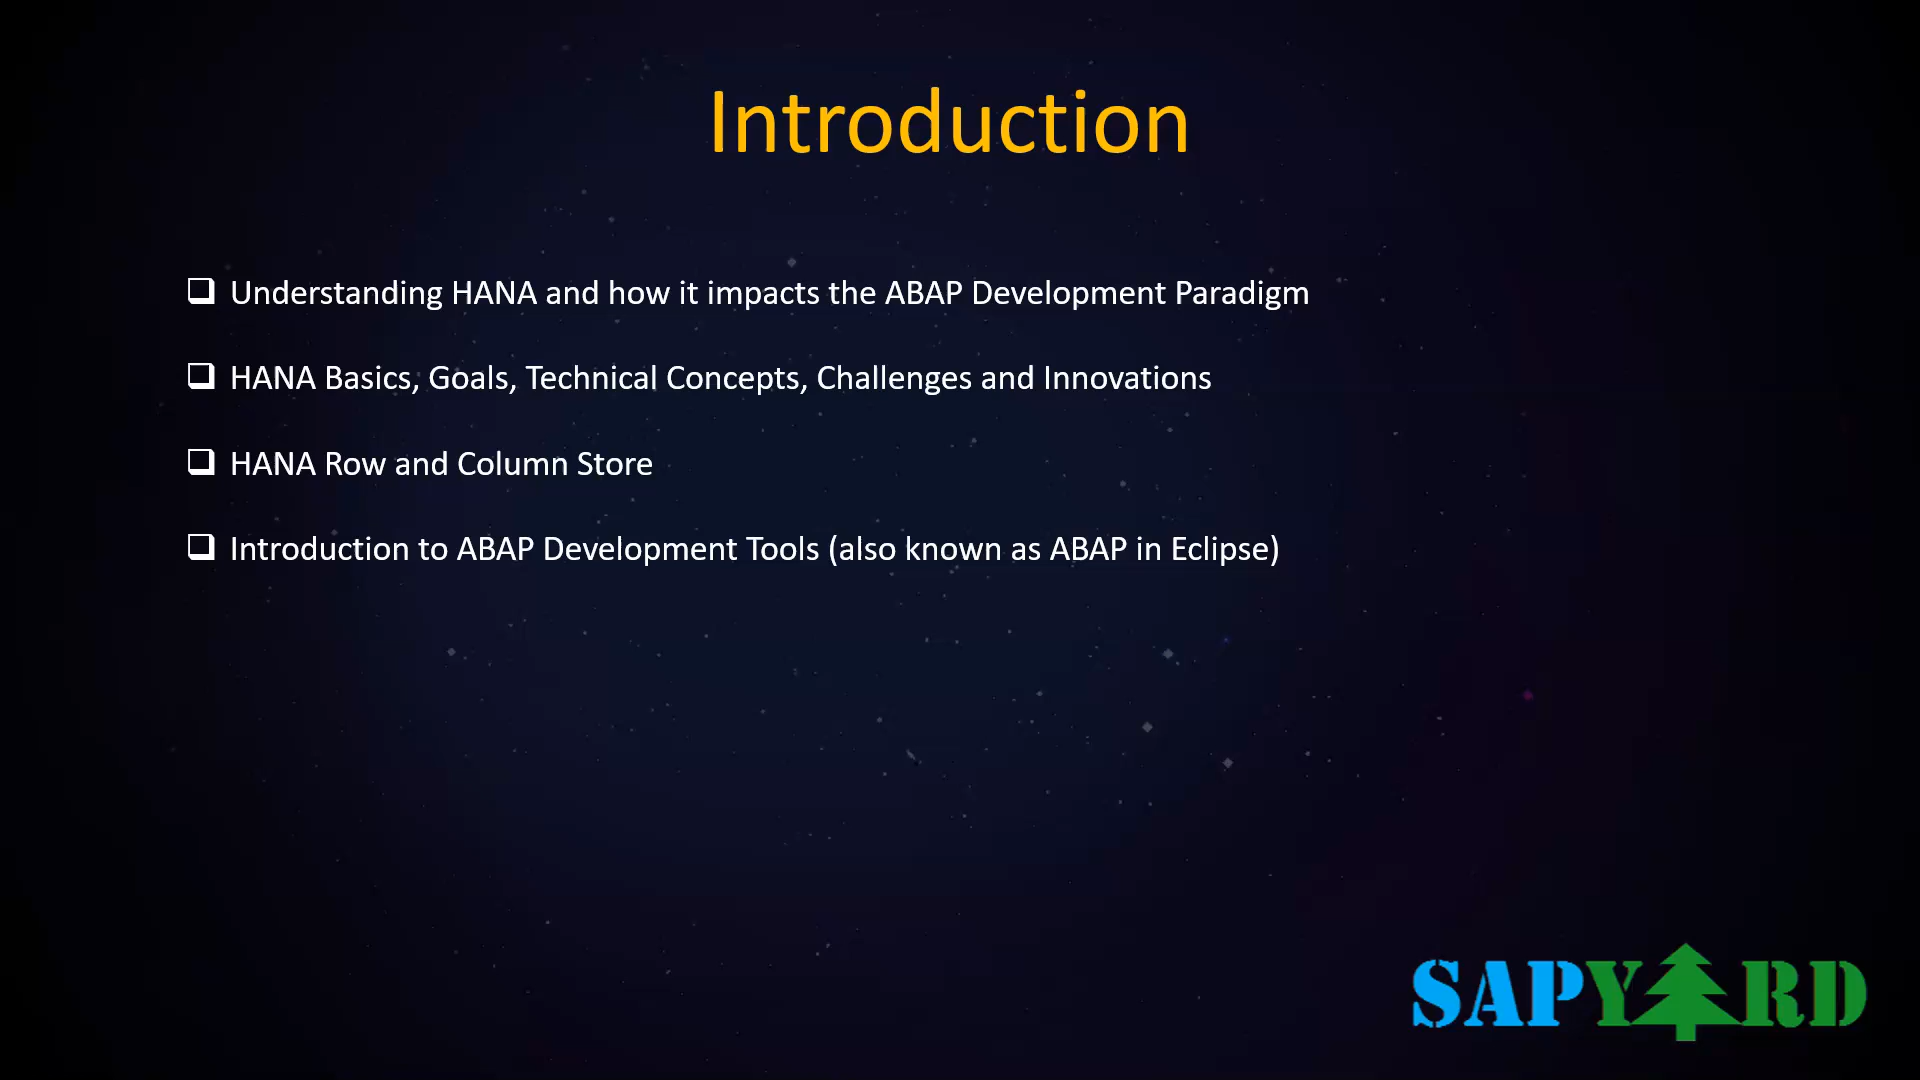 Introduction
Understanding HANA and how it impacts the ABAP Development Paradigm
HANA Basics, Goals, Technical Concepts, Challenges and Innovations
HANA Row and Column Store
Introduction to ABAP Development Tools (also known as ABAP in Eclipse)
SAPYARD